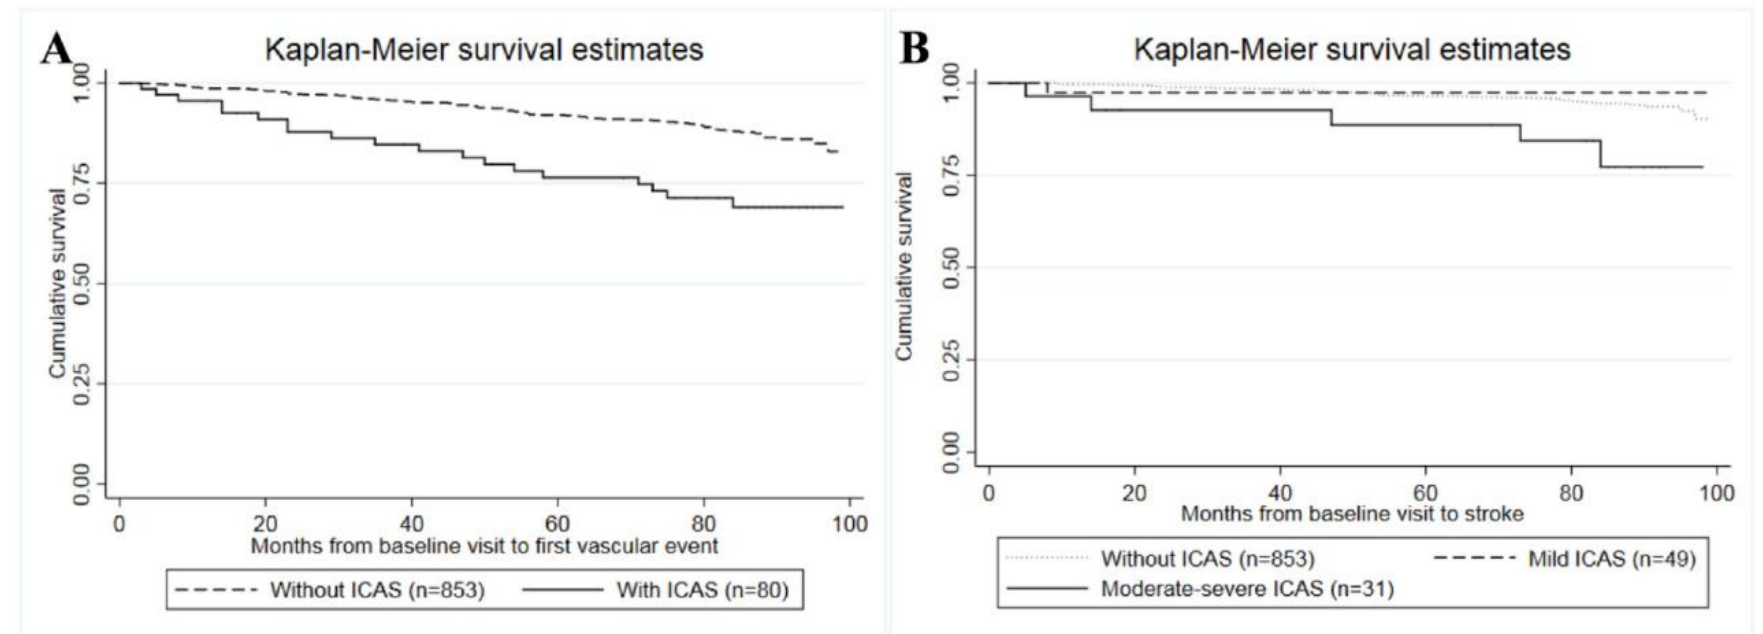 A
Kaplan-Meier survival estimates
Cumulative survival
1.00
0.75
0.50
0.25
0.00
0 20 40 60 80 100
Months from baseline visit to first vascular event
Without ICAS (n=853) With ICAS (n=80)
B
Kaplan-Meier survival estimates
Cumulative survival
1.00
0.75
0.50
0.25
0.00
0 20 40 60 80 100
Months from baseline visit to stroke
Without ICAS (n=853) Mild ICAS (n=49)
Moderate-severe ICAS (n=31)